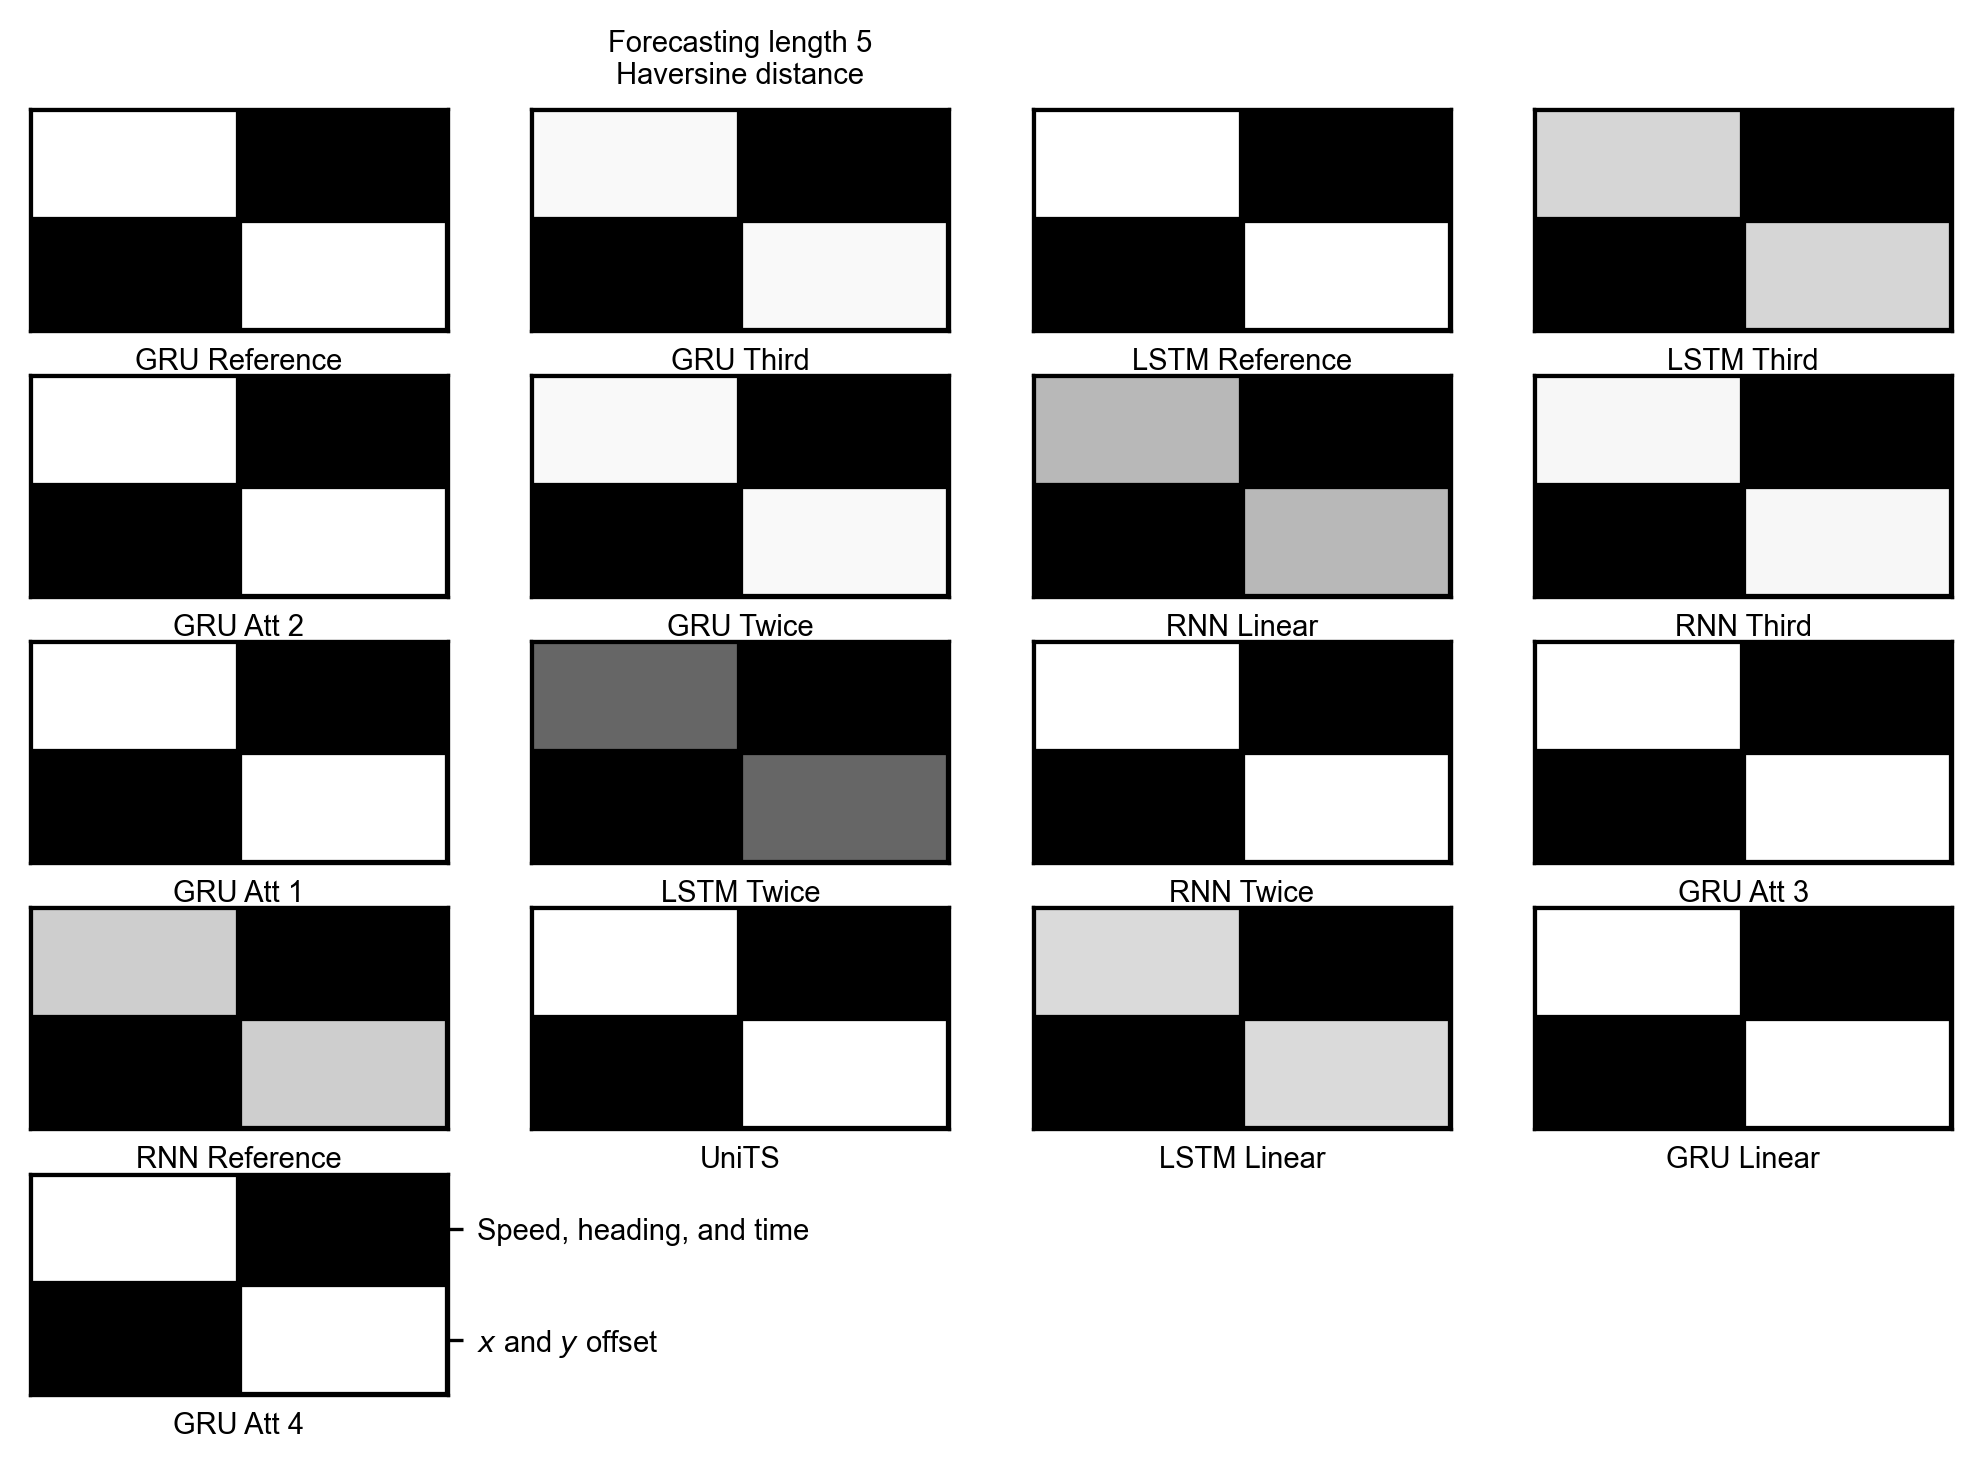 Forecasting length 5
Haversine distance
GRU Reference
GRU Third
LSTM Reference
LSTM Third
GRU Att 2
GRU Twice
RNN Linear
RNN Third
GRU Att 1
LSTM Twice
RNN Twice
GRU Att 3
RNN Reference
UniTS
LSTM Linear
GRU Linear
Speed, heading, and time
x and y offset
GRU Att 4